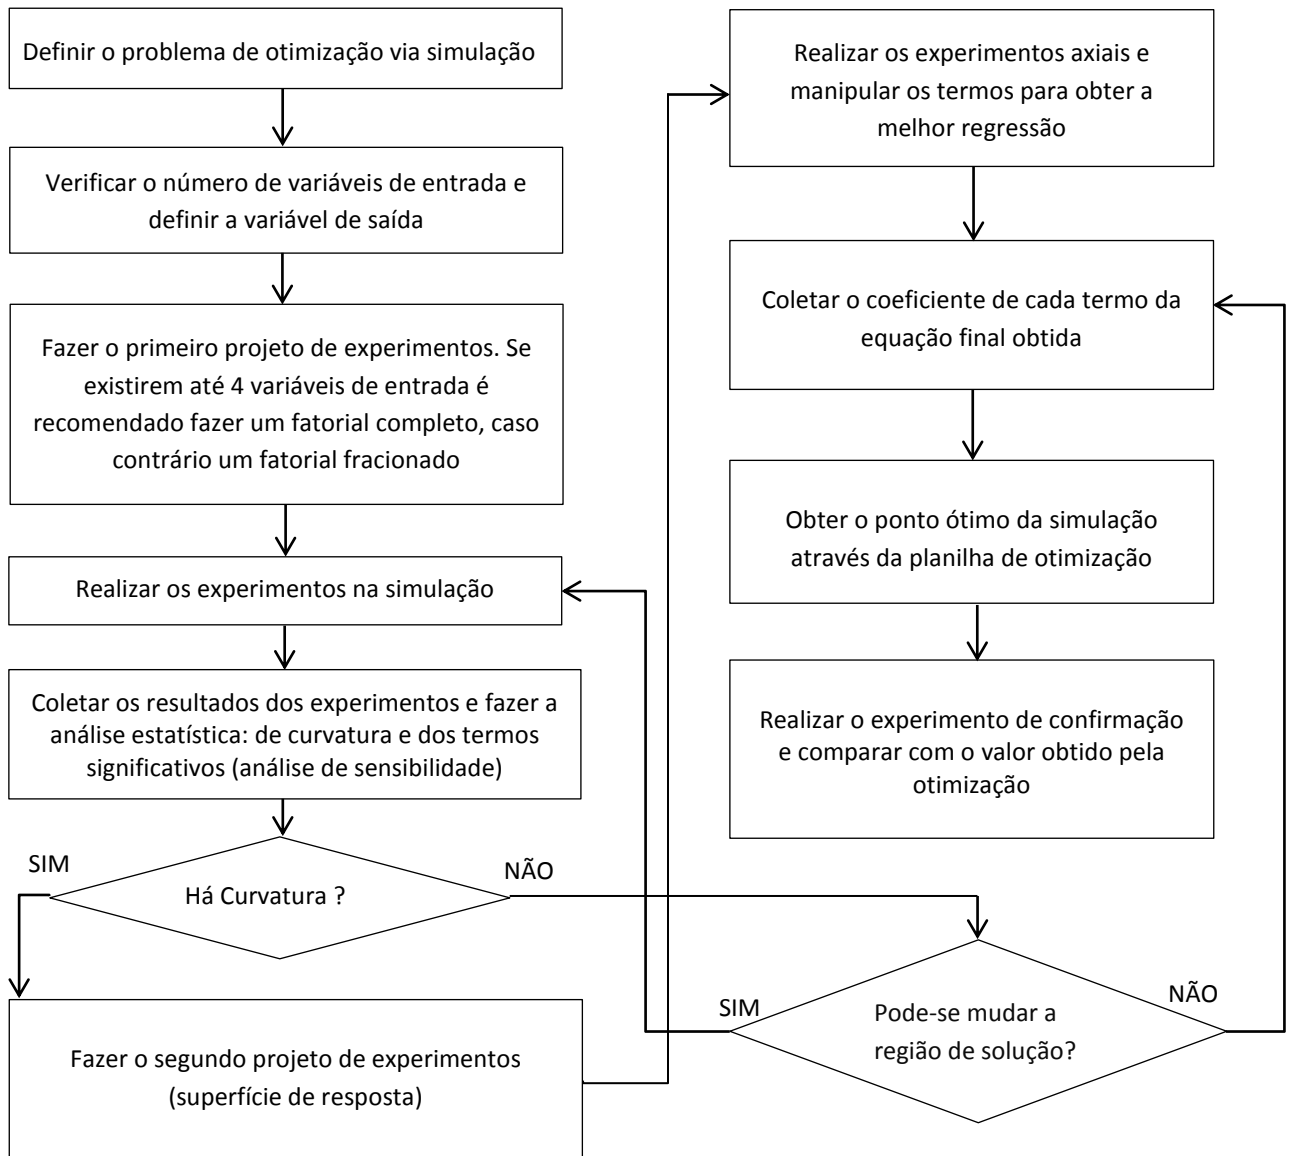 Definir o problema de otimização via simulação
Verificar o número de variáveis de entrada e
definir a variável de saída
Fazer o primeiro projeto de experimentos. Se
existirem até 4 variáveis de entrada é
recomendado fazer um fatorial completo, caso
contrário um fatorial fracionado
Realizar os experimentos na simulação
Coletar os resultados dos experimentos e fazer a
análise estatística: de curvatura e dos termos
significativos (análise de sensibilidade)
SIM
Há Curvatura ?
NÃO
Fazer o segundo projeto de experimentos
(superfície de resposta)
Realizar os experimentos axiais e
manipular os termos para obter a
melhor regressão
Coletar o coeficiente de cada termo da
equação final obtida
Obter o ponto ótimo da simulação
através da planilha de otimização
Realizar o experimento de confirmação
e comparar com o valor obtido pela
otimização
SIM
Pode-se mudar a
região de solução?
NÃO